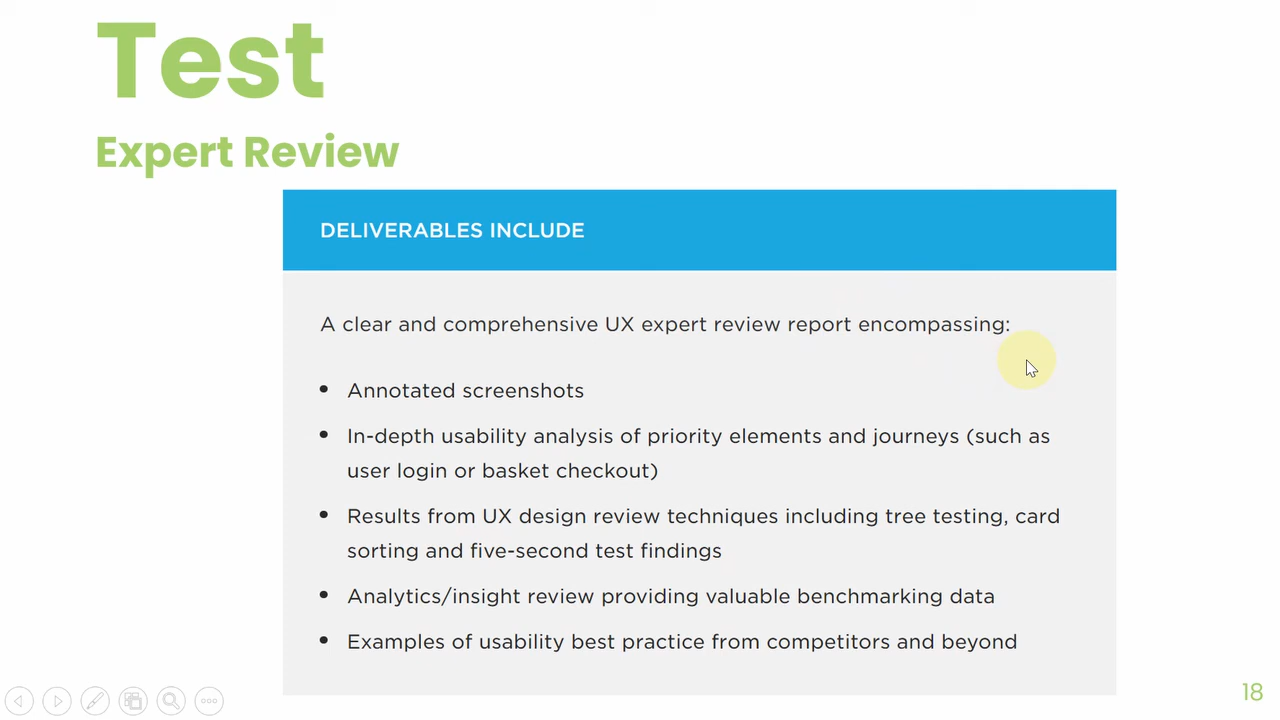 Test
Expert Review
DELIVERABLES INCLUDE
A clear and comprehensive UX expert review report encompassing:
• Annotated screenshots
• In-depth usability analysis of priority elements and journeys (such as
user login or basket checkout)
• Results from UX design review techniques including tree testing, card
sorting and five-second test findings
• Analytics/insight review providing valuable benchmarking data
• Examples of usability best practice from competitors and beyond
18